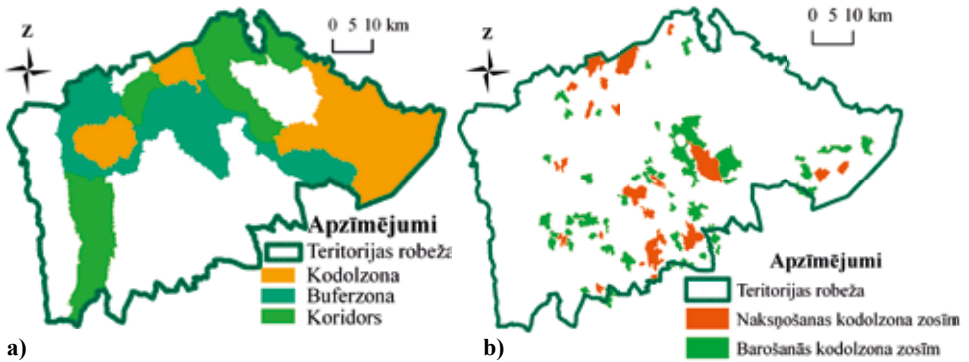 0 5 10 km
Z
Apzīmējumi
Teritorijas robeža
Kodolzona
Buferzona
Koridors
a)
0 5 10 km
Z
Apzīmējumi
Teritorijas robeža
Nakšņošanas kodolzona zosīm
Barošanās kodolzona zosīm
b)